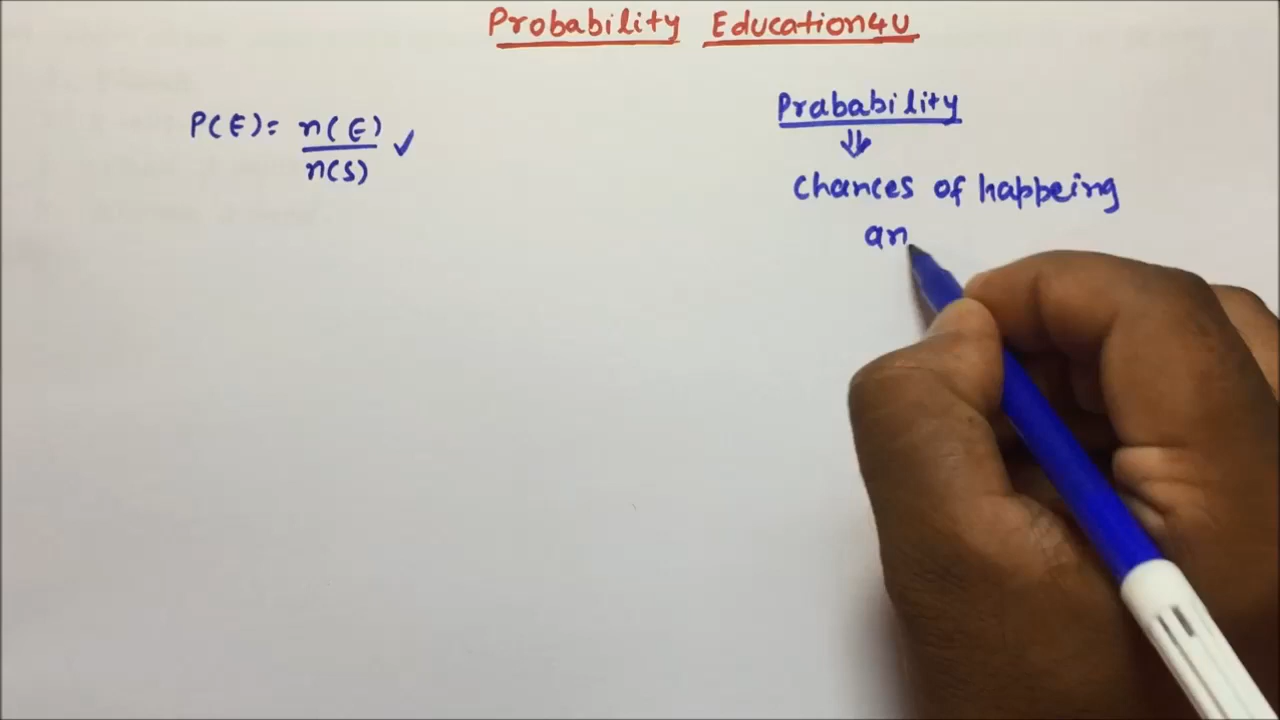 Probability Education4U
P(E)= n(E)
n(S) ✓
Prabability
⇓
Chances of happeing
an